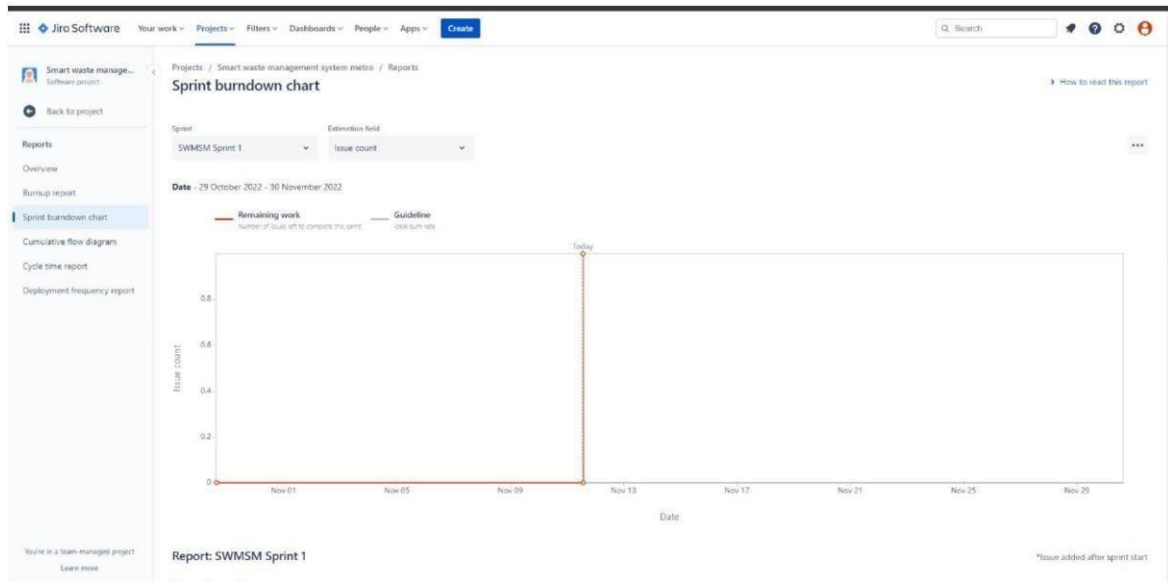 Jira Software Your work Projects Filters Dashboards People Apps Create Search
Smart waste manage...
Software project
Back to project
Reports
Overview
Burnup report
Sprint burndown chart
Cumulative flow diagram
Cycle time report
Deployment frequency report
You're in a team-managed project
Learn more
Projects / Smart waste management system metro / Reports
Sprint burndown chart
How to read this report
Sprint Estimation field
SWMSM Sprint 1 Issue count
Date - 29 October 2022 - 30 November 2022
Remaining work Guideline
Number of issues left to complete this sprint Ideal burn rate
Today
0.8
0.6
0.4
0.2
0
Issue count
Nov 01 Nov 05 Nov 09 Nov 13 Nov 17 Nov 21 Nov 25 Nov 29
Date
Report: SWMSM Sprint 1
*Issue added after sprint start